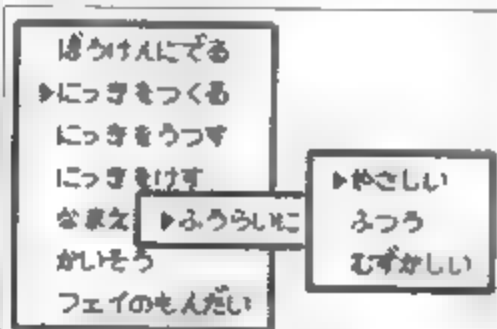 ぼうけんにでる
▶にっきをつくる
にっきをうつす
にっきをけす
なまえ
▶ふうらいに
▶やさしい
ふつう
むずかしい
がいそう
フェイのもんだい